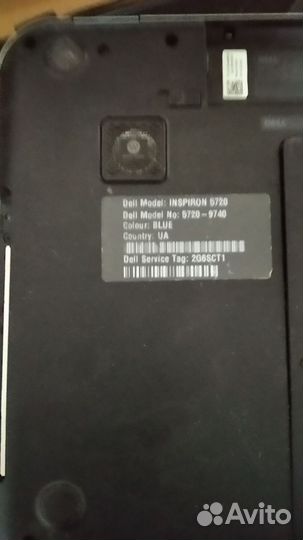 Dell Model: INSPIRON 5720
Dell Model No: 5720-9740
Colour: BLUE
Country: UA
Dell Service Tag: 2G6SCT1
Avito